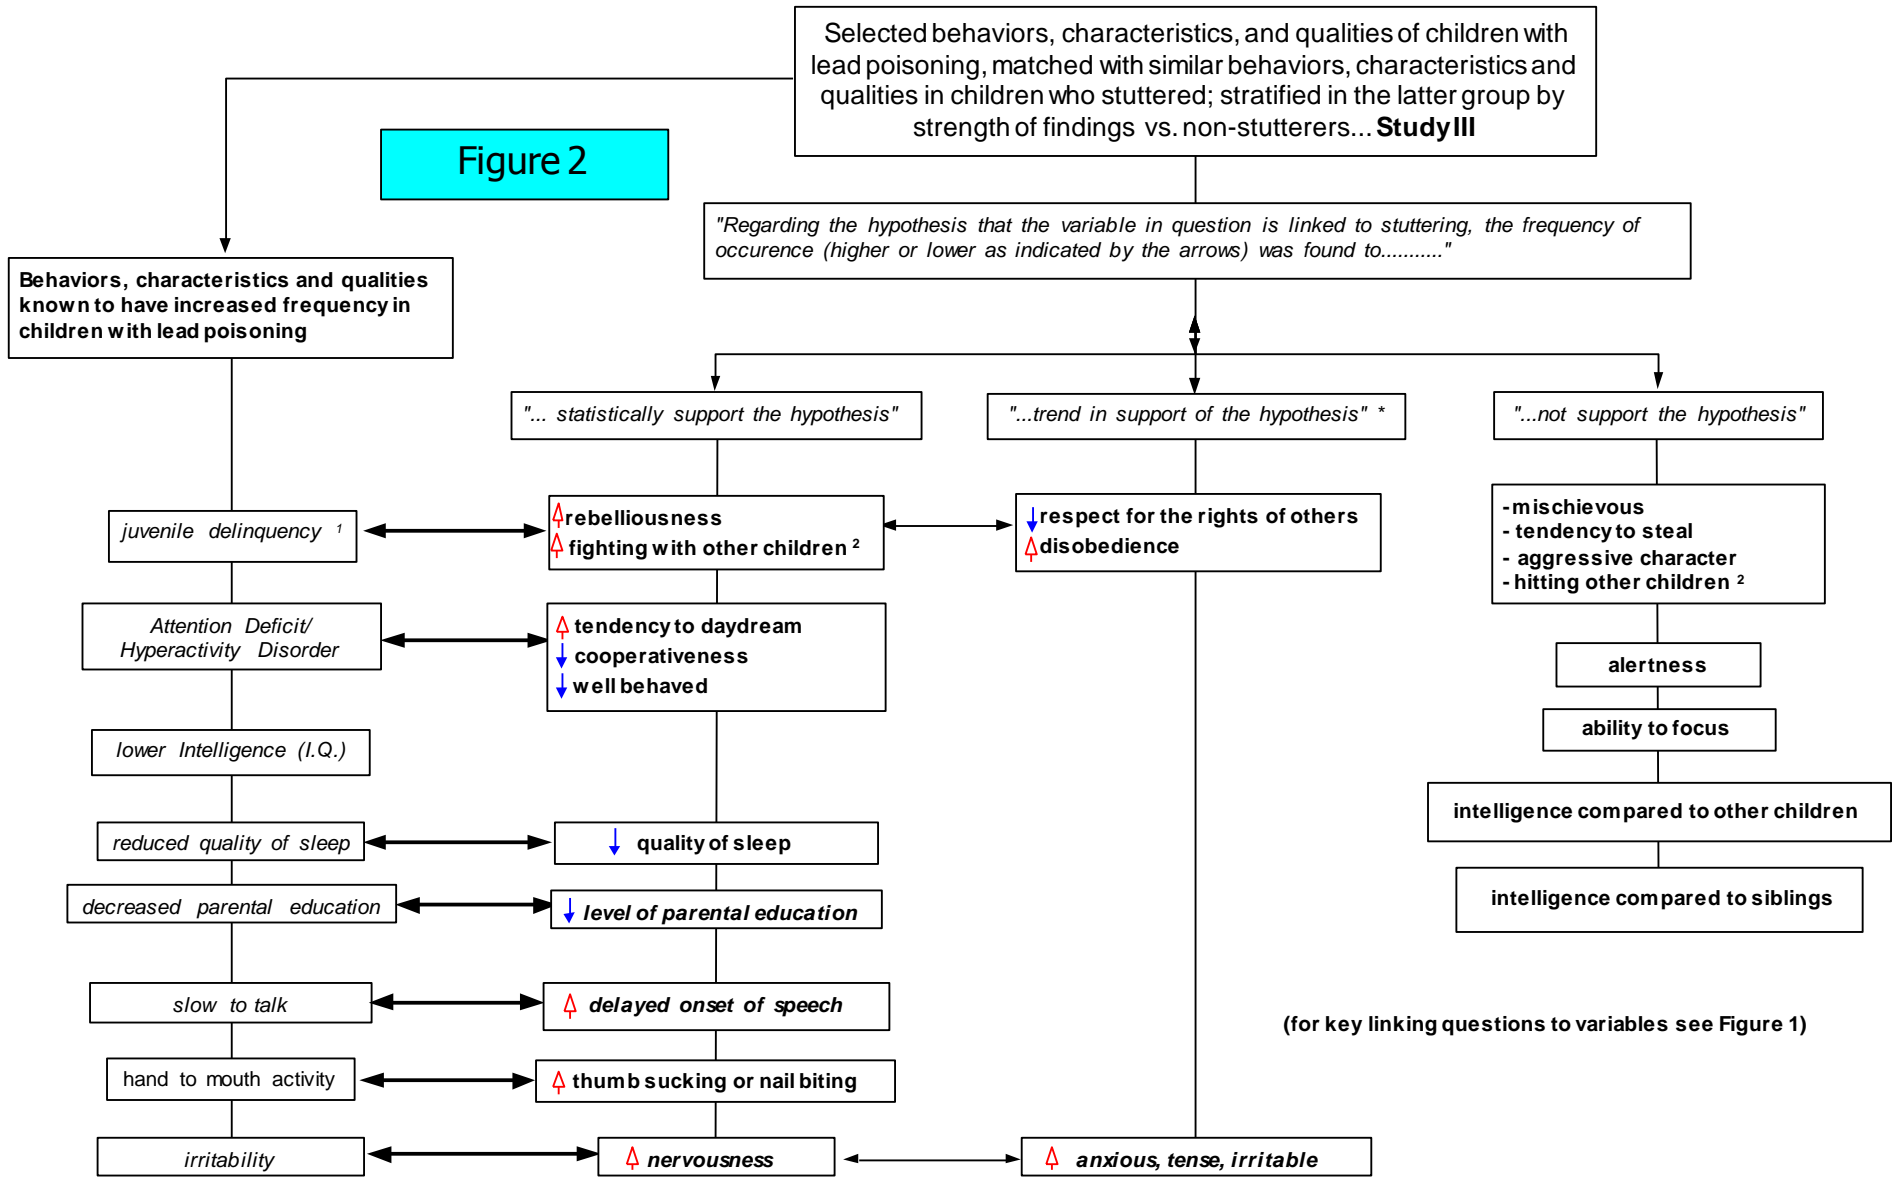 Selected behaviors, characteristics, and qualities of children with
lead poisoning, matched with similar behaviors, characteristics and
qualities in children who stuttered; stratified in the latter group by
strength of findings vs. non-stutterers... Study III
Figure 2
"Regarding the hypothesis that the variable in question is linked to stuttering, the frequency of
occurence (higher or lower as indicated by the arrows) was found to..........."
Behaviors, characteristics and qualities
known to have increased frequency in
children with lead poisoning
"... statistically support the hypothesis"
"...trend in support of the hypothesis" *
"...not support the hypothesis"
juvenile delinquency ¹
rebelliousness
fighting with other children ²
respect for the rights of others
disobedience
-mischievous
- tendency to steal
- aggressive character
- hitting other children ²
Attention Deficit/
Hyperactivity Disorder
tendency to daydream
cooperativeness
well behaved
alertness
ability to focus
lower Intelligence (I.Q.)
intelligence compared to other children
reduced quality of sleep
quality of sleep
intelligence compared to siblings
decreased parental education
level of parental education
slow to talk
delayed onset of speech
(for key linking questions to variables see Figure 1)
hand to mouth activity
thumb sucking or nail biting
irritability
nervousness
anxious, tense, irritable